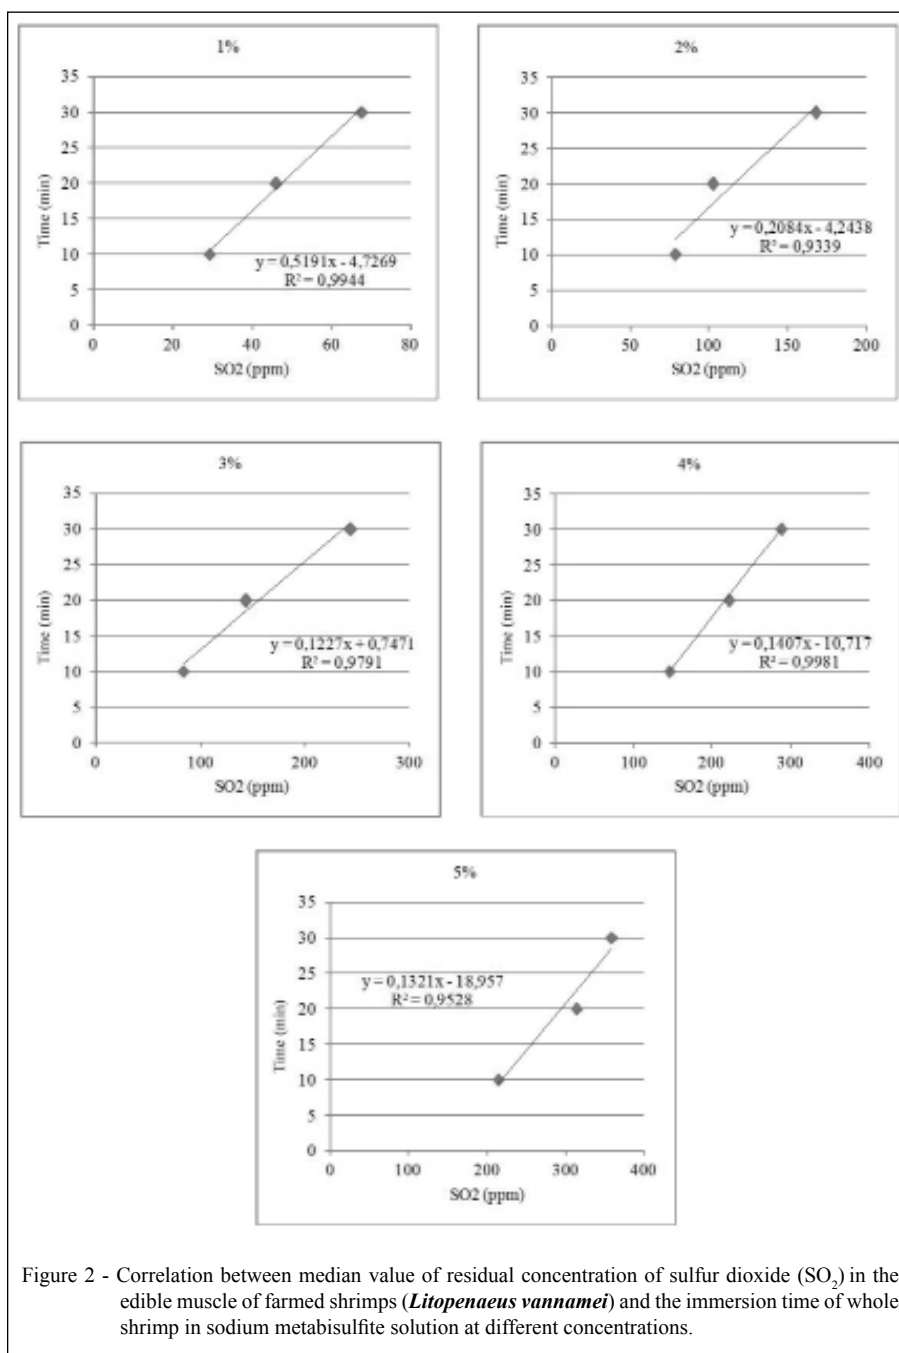 1%
35
30
25
20
15
10
5
0
Time (min)
y = 0,5191x - 4,7269
R² = 0,9944
0 20 40 60 80
SO2 (ppm)
2%
35
30
25
20
15
10
5
0
Time (min)
y = 0,2084x - 4,2438
R² = 0,9339
0 50 100 150 200
SO2 (ppm)
3%
35
30
25
20
15
10
5
0
Time (min)
y = 0,1227x + 0,7471
R² = 0,9791
0 100 200 300
SO2 (ppm)
4%
35
30
25
20
15
10
5
0
Time (min)
y = 0,1407x - 10,717
R² = 0,9981
0 100 200 300 400
SO2 (ppm)
5%
35
30
25
20
15
10
5
0
Time (min)
y = 0,1321x - 18,957
R² = 0,9528
0 100 200 300 400
SO2 (ppm)
Figure 2 - Correlation between median value of residual concentration of sulfur dioxide (SO₂) in the
edible muscle of farmed shrimps (Litopenaeus vannamei) and the immersion time of whole
shrimp in sodium metabisulfite solution at different concentrations.